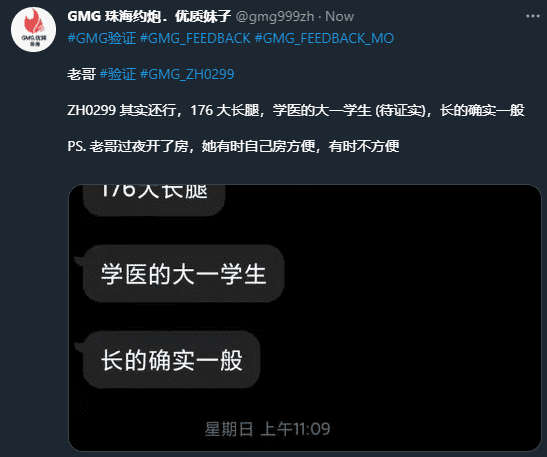 GMG 珠海约炮．优质妹子 @gmg999zh · Now
#GMG验证 #GMG_FEEDBACK #GMG_FEEDBACK_MO
老哥 #验证 #GMG_ZH0299
ZH0299 其实还行，176 大长腿，学医的大一学生 (待证实)，长的确实一般
PS. 老哥过夜开了房，她有时自己房方便，有时不方便
176大长腿
学医的大一学生
长的确实一般
星期日 上午11:09